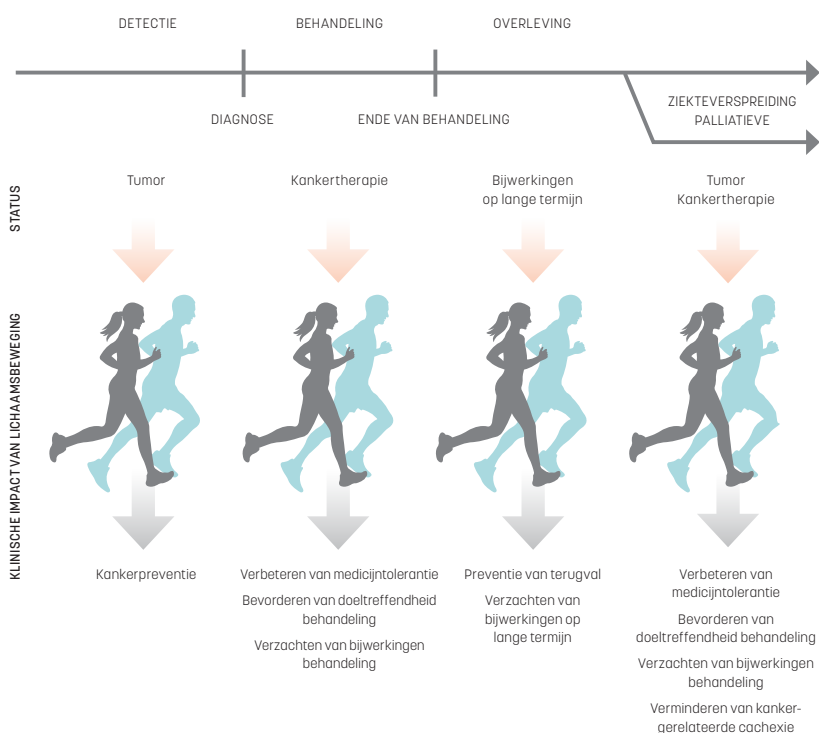 DETECTIE
BEHANDELING
OVERLEVING
DIAGNOSE
ENDE VAN BEHANDELING
ZIEKTEVERSPREIDING
PALLIATIEVE
STATUS
Tumor
Kankertherapie
Bijwerkingen
op lange termijn
Tumor
Kankertherapie
KLINISCHE IMPACT VAN LICHAAMSBEWEGING
Kankerpreventie
Verbeteren van medicijntolerantie
Bevorderen van doeltreffendheid
behandeling
Verzachten van bijwerkingen
behandeling
Preventie van terugval
Verzachten van
bijwerkingen op
lange termijn
Verbeteren van
medicijntolerantie
Bevorderen van
doeltreffendheid behandeling
Verzachten van bijwerkingen
behandeling
Verminderen van kanker-
gerelateerde cachexie